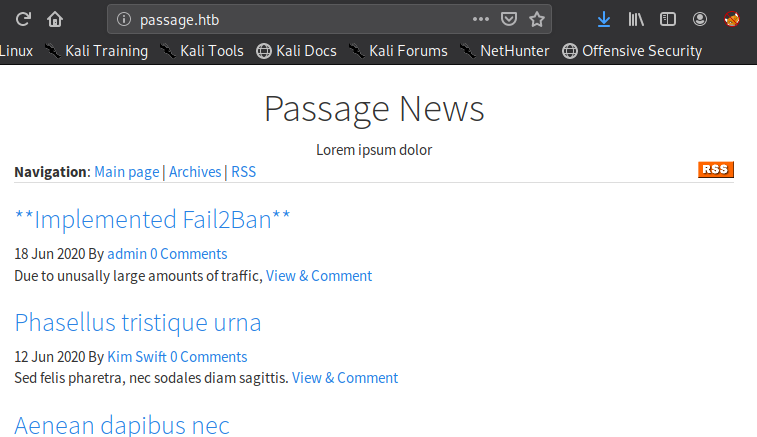 passage.htb
Linux Kali Training Kali Tools Kali Docs Kali Forums NetHunter Offensive Security
Passage News
Lorem ipsum dolor
Navigation: Main page | Archives | RSS RSS
**Implemented Fail2Ban**
18 Jun 2020 By admin 0 Comments
Due to unusally large amounts of traffic, View & Comment
Phasellus tristique urna
12 Jun 2020 By Kim Swift 0 Comments
Sed felis pharetra, nec sodales diam sagittis. View & Comment
Aenean dapibus nec